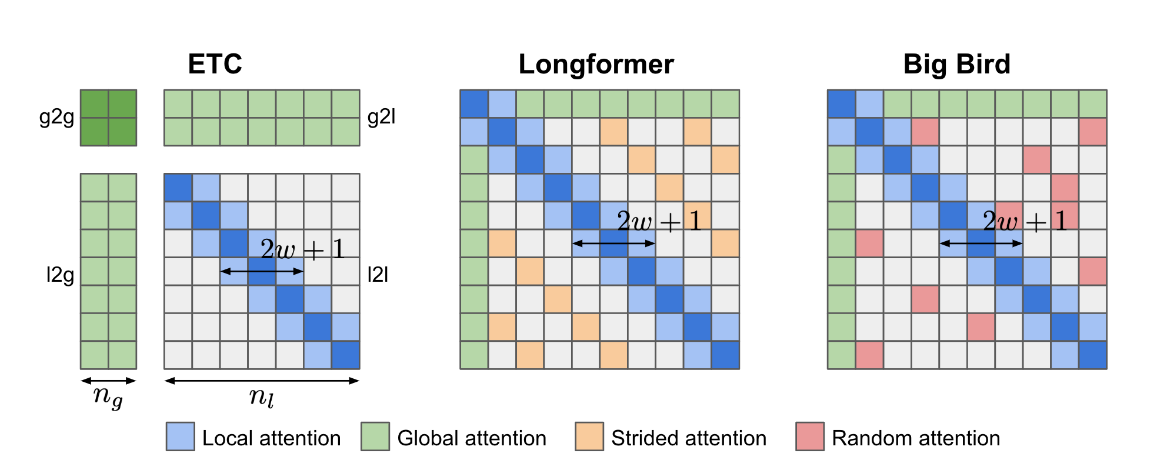 ETC
Longformer
Big Bird
g2g
g2l
2w + 1
2w + 1
2w + 1
l2g
l2l
n_g
n_l
Local attention
Global attention
Strided attention
Random attention